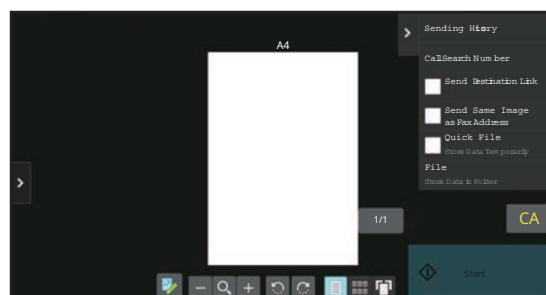 A4
Sending History
Call Search Number
Send Destination Link
Send Same Image
as Fax Address
Quick File
Store Data Temporarily
File
Store Data in Folder
1/1
CA
Start